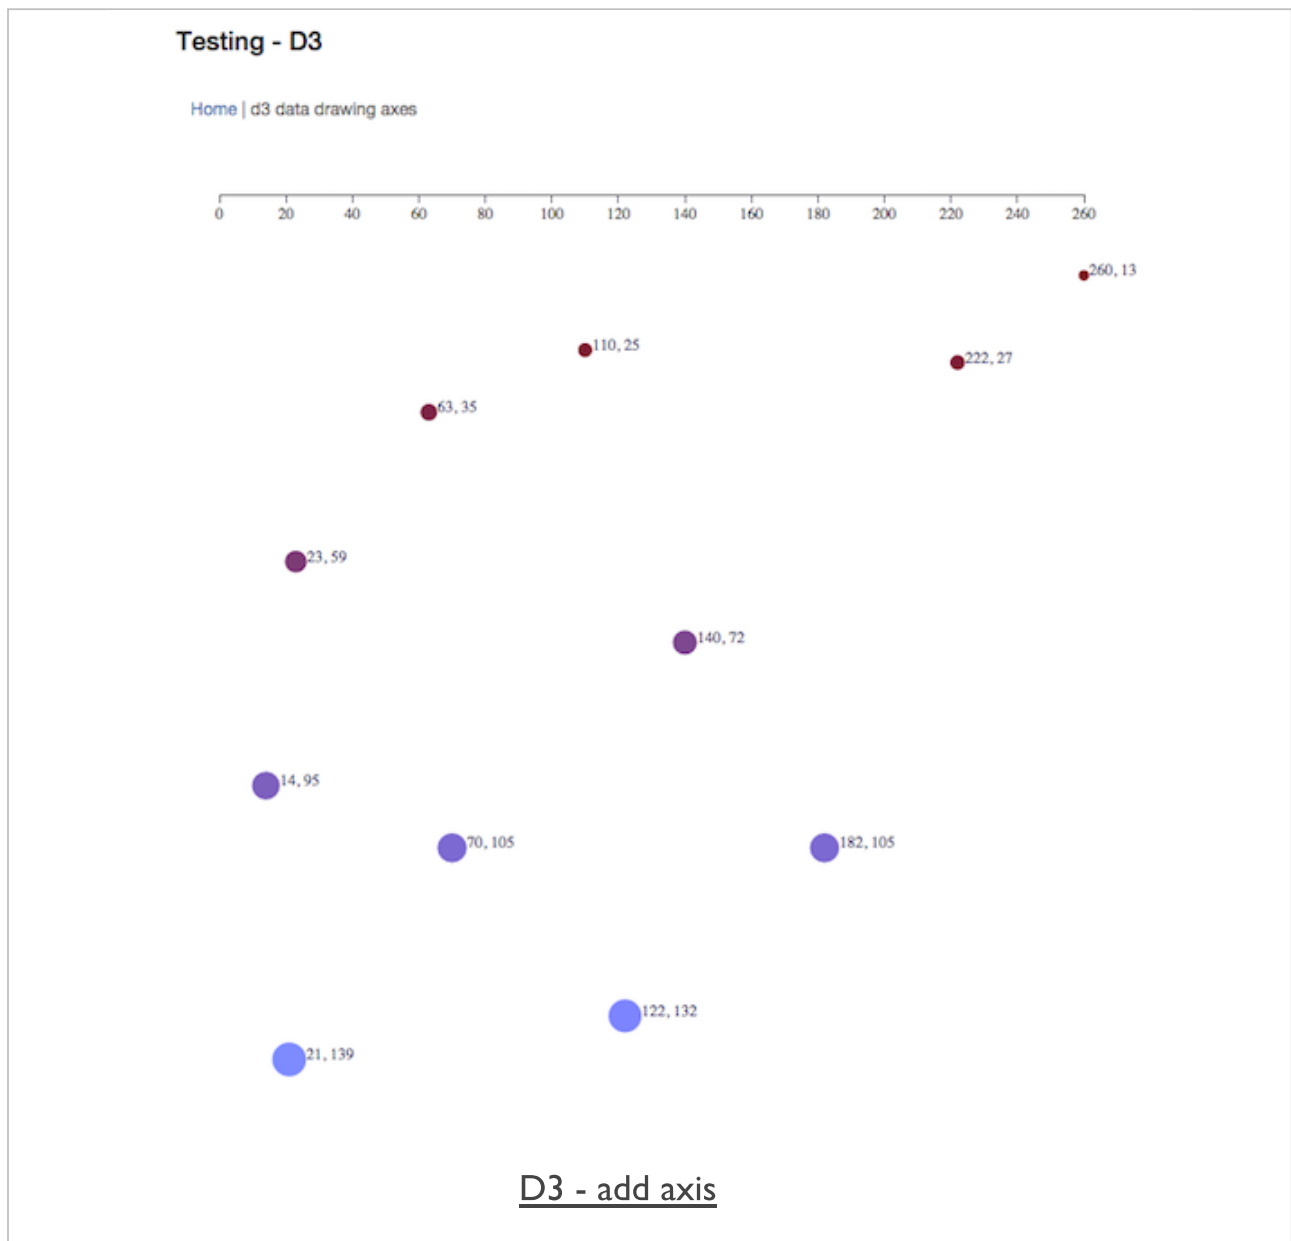 Testing - D3
Home | d3 data drawing axes
0 20 40 60 80 100 120 140 160 180 200 220 240 260
260, 13
110, 25
222, 27
63, 35
23, 59
140, 72
14, 95
70, 105
182, 105
122, 132
21, 139
D3 - add axis